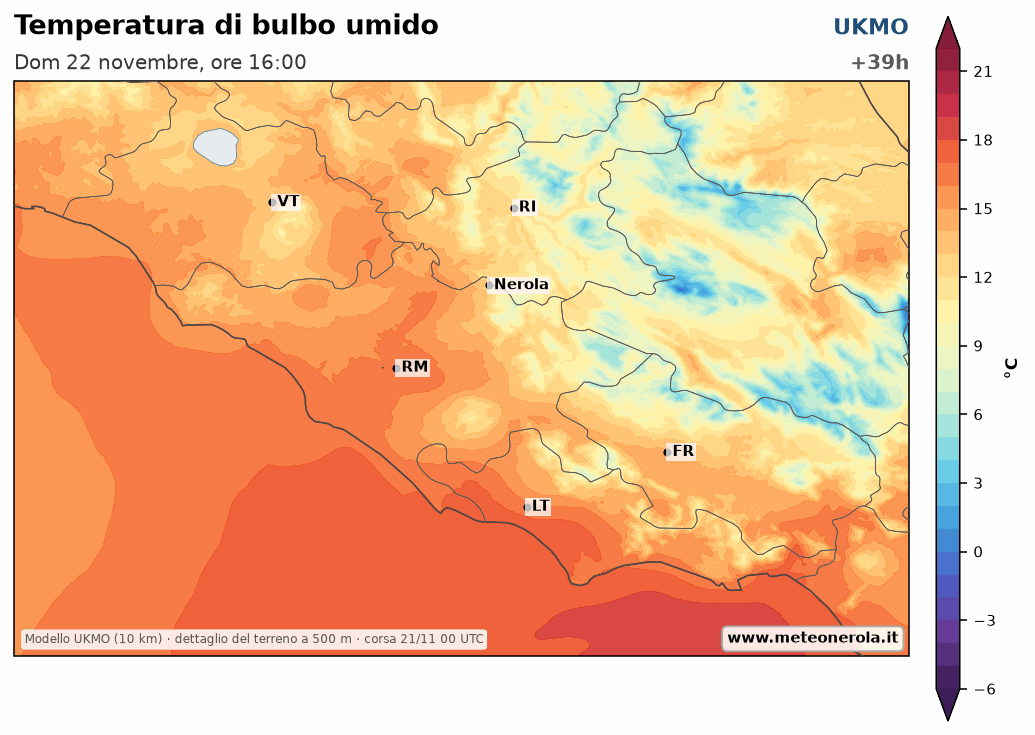 Temperatura di bulbo umido
UKMO
Dom 22 novembre, ore 16:00
+39h
VT
RI
Nerola
RM
FR
LT
21
18
15
12
9
6
3
0
−3
−6
°C
Modello UKMO (10 km) · dettaglio del terreno a 500 m · corsa 21/11 00 UTC
www.meteonerola.it